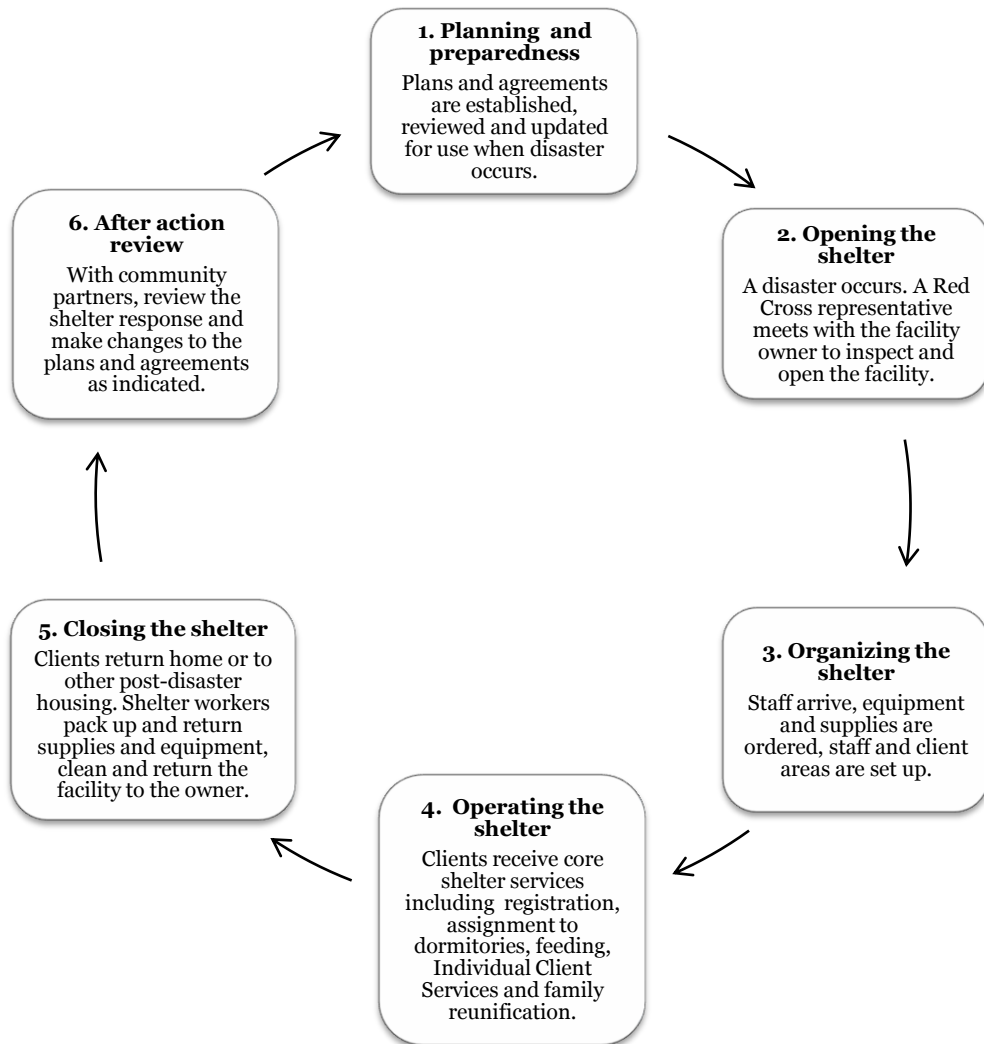 1. Planning and
preparedness
Plans and agreements
are established,
reviewed and updated
for use when disaster
occurs.
2. Opening the
shelter
A disaster occurs. A Red
Cross representative
meets with the facility
owner to inspect and
open the facility.
3. Organizing the
shelter
Staff arrive, equipment
and supplies are
ordered, staff and client
areas are set up.
4. Operating the
shelter
Clients receive core
shelter services
including registration,
assignment to
dormitories, feeding,
Individual Client
Services and family
reunification.
5. Closing the shelter
Clients return home or to
other post-disaster
housing. Shelter workers
pack up and return
supplies and equipment,
clean and return the
facility to the owner.
6. After action
review
With community
partners, review the
shelter response and
make changes to the
plans and agreements
as indicated.